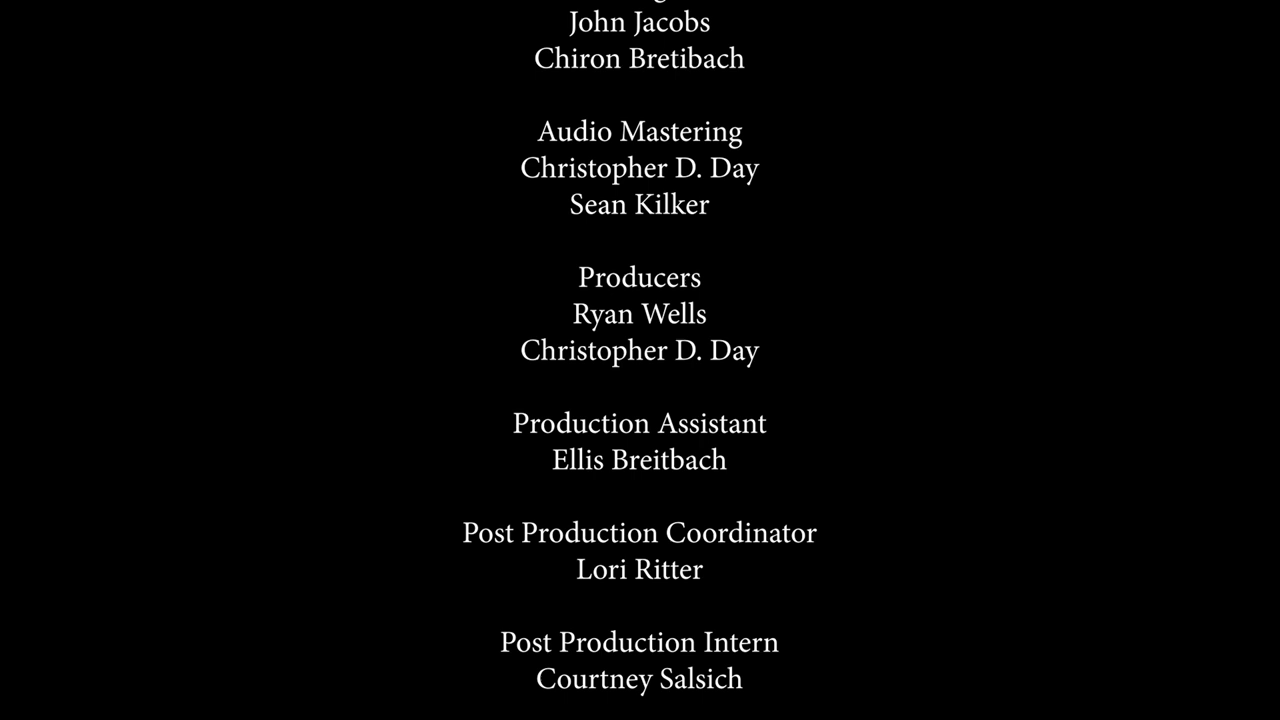 John Jacobs
Chiron Bretibach
Audio Mastering
Christopher D. Day
Sean Kilker
Producers
Ryan Wells
Christopher D. Day
Production Assistant
Ellis Breitbach
Post Production Coordinator
Lori Ritter
Post Production Intern
Courtney Salsich